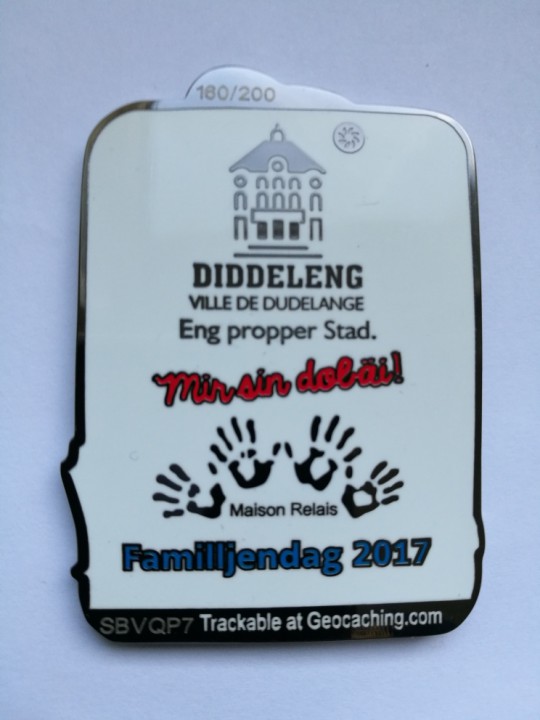 160/200
DIDDELENG
VILLE DE DUDELANGE
Eng propper Stad.
Mir sin dobäi!
Maison Relais
Familljendag 2017
SBVQP7 Trackable at Geocaching.com